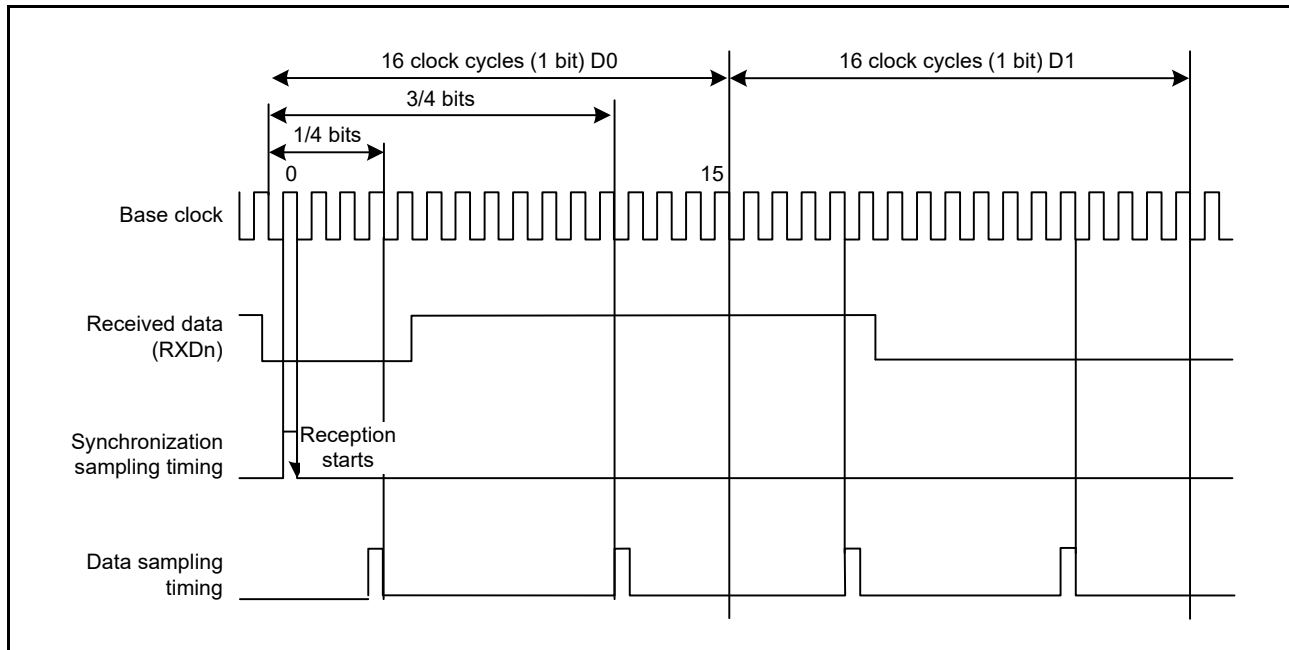 16 clock cycles (1 bit) D0
16 clock cycles (1 bit) D1
3/4 bits
1/4 bits
0
15
Base clock
Received data
(RXDn)
Synchronization
sampling timing
Reception
starts
Data sampling
timing